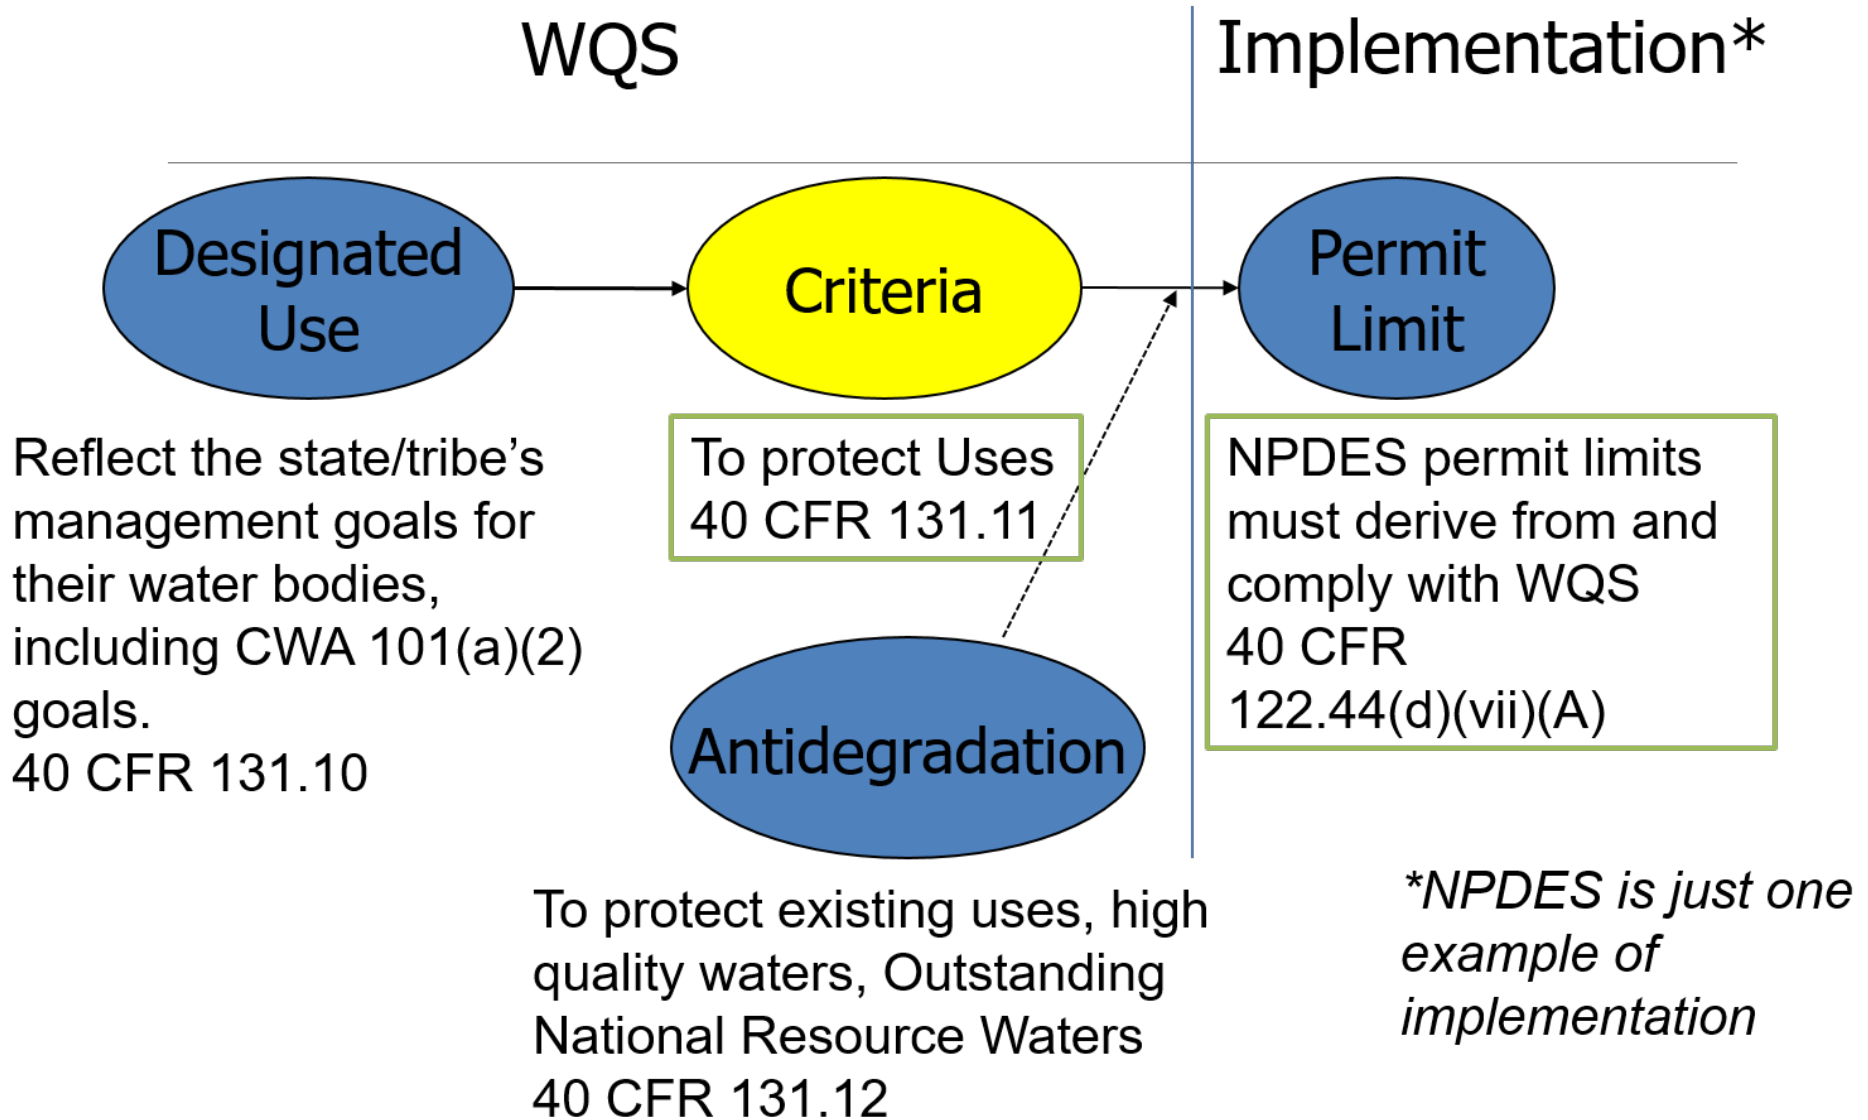 WQS
Implementation*
Designated
Use
Criteria
Permit
Limit
Reflect the state/tribe’s
management goals for
their water bodies,
including CWA 101(a)(2)
goals.
40 CFR 131.10
To protect Uses
40 CFR 131.11
NPDES permit limits
must derive from and
comply with WQS
40 CFR
122.44(d)(vii)(A)
Antidegradation
To protect existing uses, high
quality waters, Outstanding
National Resource Waters
40 CFR 131.12
*NPDES is just one
example of
implementation